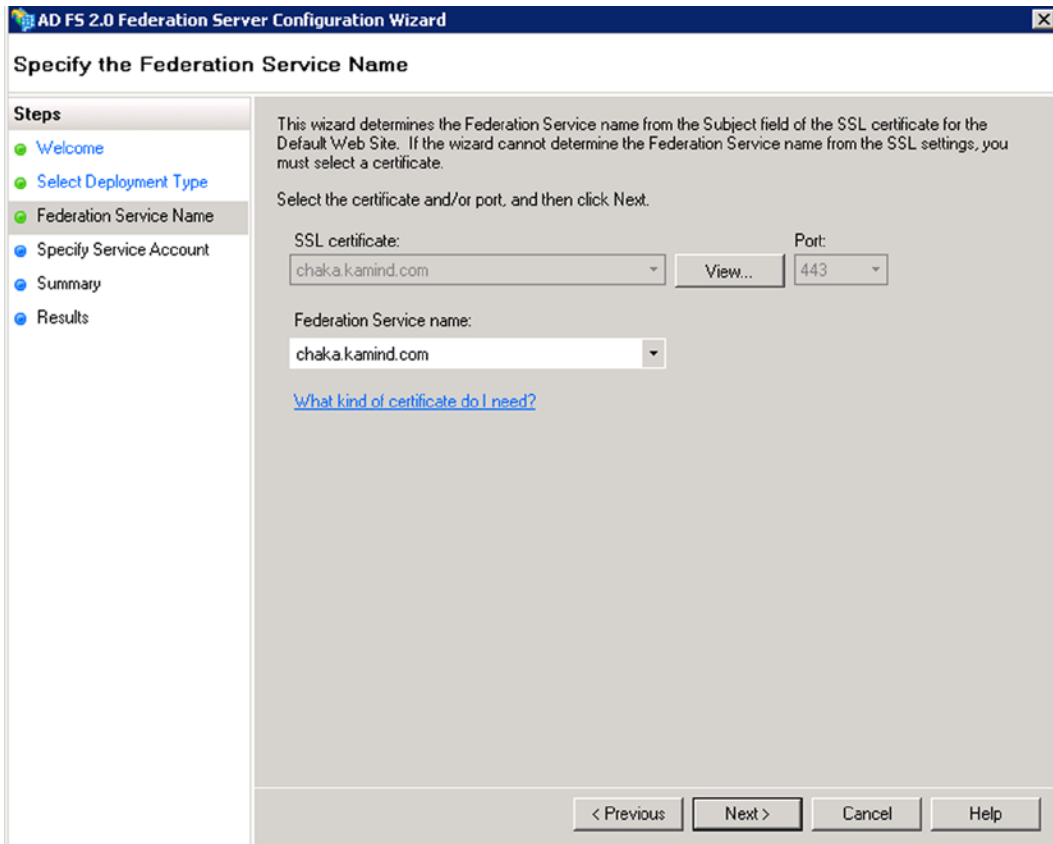 AD FS 2.0 Federation Server Configuration Wizard
Specify the Federation Service Name
Steps
Welcome
Select Deployment Type
Federation Service Name
Specify Service Account
Summary
Results
This wizard determines the Federation Service name from the Subject field of the SSL certificate for the
Default Web Site. If the wizard cannot determine the Federation Service name from the SSL settings, you
must select a certificate.
Select the certificate and/or port, and then click Next.
SSL certificate: Port:
chaka.kamind.com View... 443
Federation Service name:
chaka.kamind.com
What kind of certificate do I need?
< Previous Next > Cancel Help